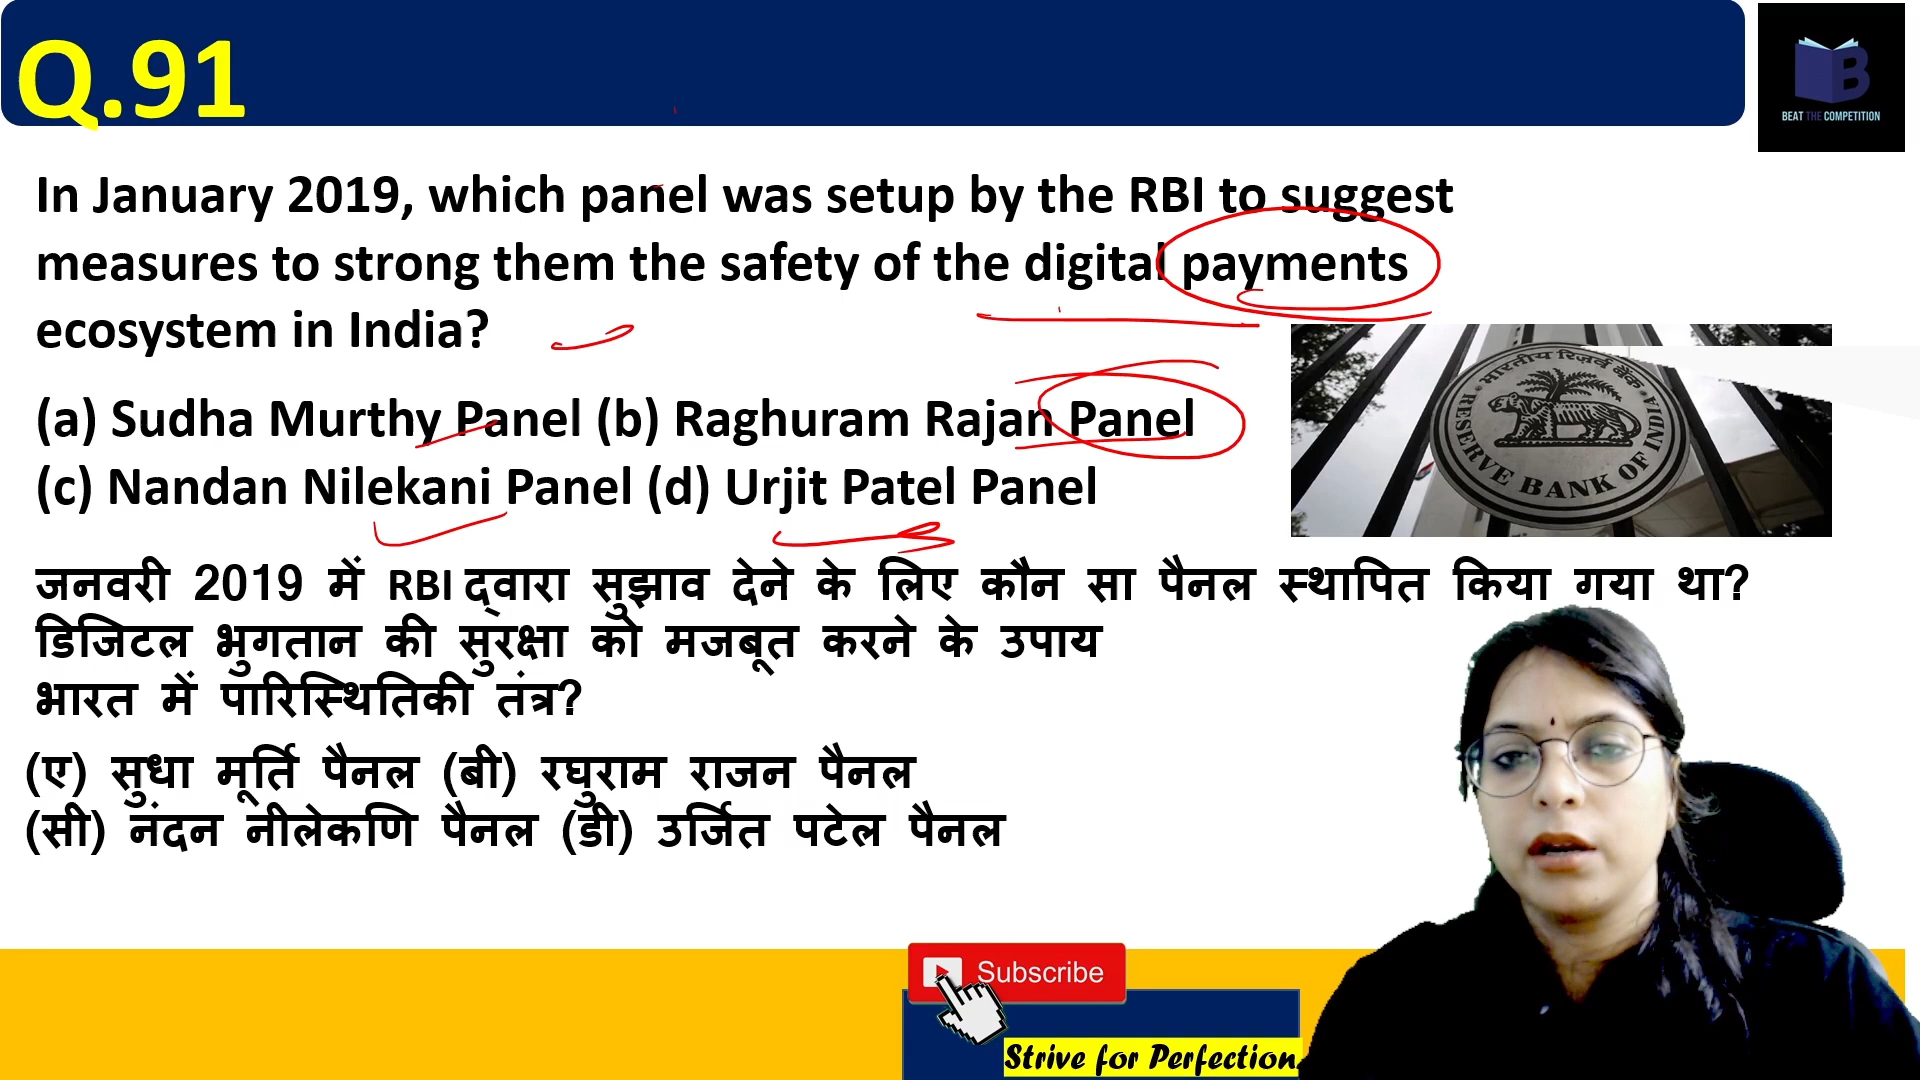 Q.91
BEAT THE COMPETITION
In January 2019, which panel was setup by the RBI to suggest
measures to strong them the safety of the digital payments
ecosystem in India?
(a) Sudha Murthy Panel (b) Raghuram Rajan Panel
(c) Nandan Nilekani Panel (d) Urjit Patel Panel
भारतीय रिज़र्व बैंक
RESERVE BANK OF INDIA
जनवरी 2019 में RBI द्वारा सुझाव देने के लिए कौन सा पैनल स्थापित किया गया था?
डिजिटल भुगतान की सुरक्षा को मजबूत करने के उपाय
भारत में पारिस्थितिकी तंत्र?
(ए) सुधा मूर्ति पैनल (बी) रघुराम राजन पैनल
(सी) नंदन नीलेकणि पैनल (डी) उर्जित पटेल पैनल
Subscribe
Strive for Perfection.